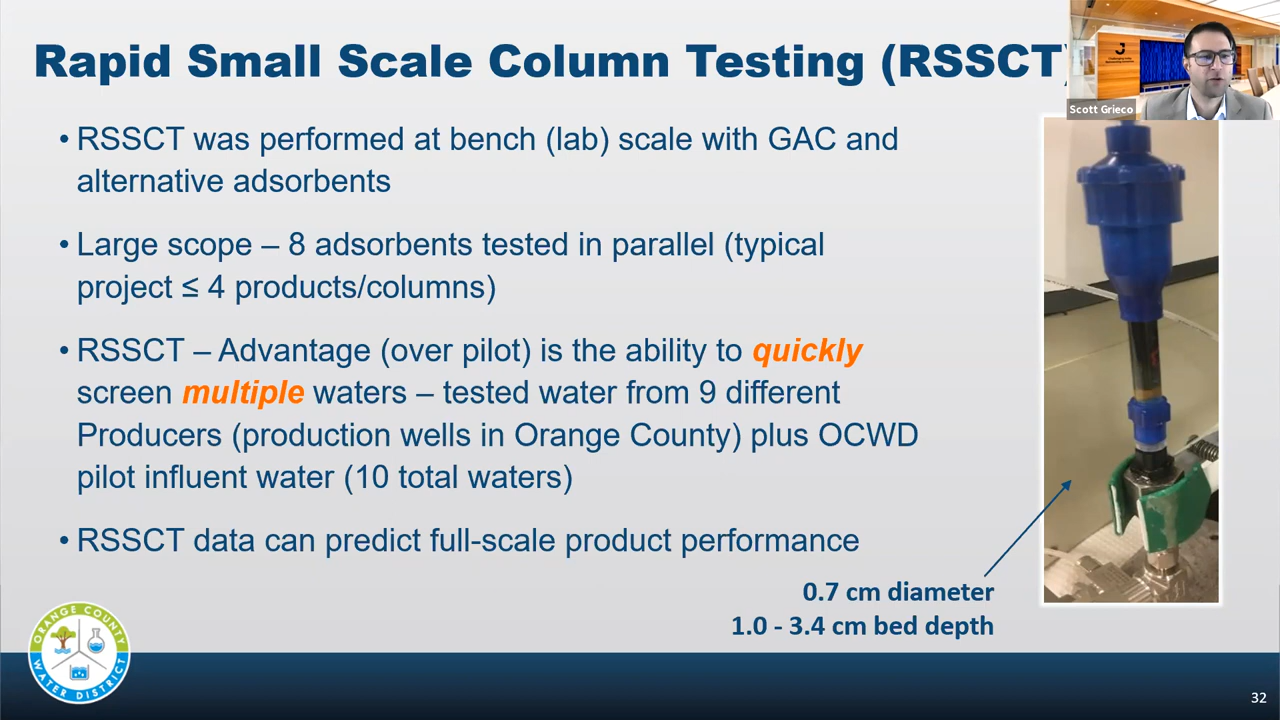 Rapid Small Scale Column Testing (RSSCT)
Scott Grieco
• RSSCT was performed at bench (lab) scale with GAC and
alternative adsorbents
• Large scope – 8 adsorbents tested in parallel (typical
project ≤ 4 products/columns)
• RSSCT – Advantage (over pilot) is the ability to quickly
screen multiple waters – tested water from 9 different
Producers (production wells in Orange County) plus OCWD
pilot influent water (10 total waters)
• RSSCT data can predict full-scale product performance
0.7 cm diameter
1.0 - 3.4 cm bed depth
ORANGE COUNTY
WATER DISTRICT
32